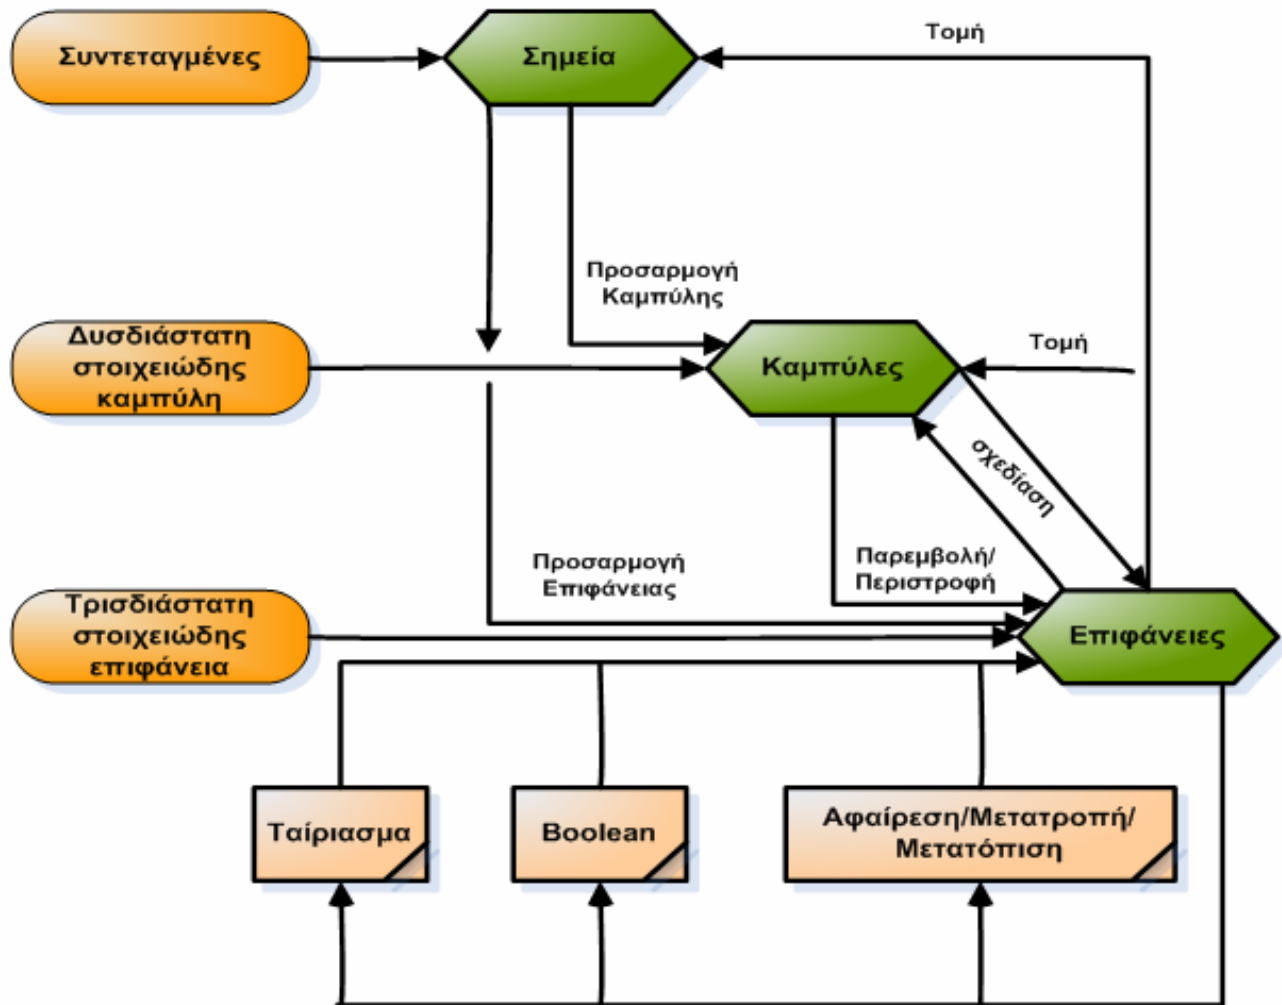 Συντεταγμένες
Σημεία
Τομή
Προσαρμογή
Καμπύλης
Δυσδιάστατη
στοιχειώδης
καμπύλη
Καμπύλες
Τομή
σχεδίαση
Προσαρμογή
Επιφάνειας
Παρεμβολή/
Περιστροφή
Τρισδιάστατη
στοιχειώδης
επιφάνεια
Επιφάνειες
Ταίριασμα
Boolean
Αφαίρεση/Μετατροπή/
Μετατόπιση